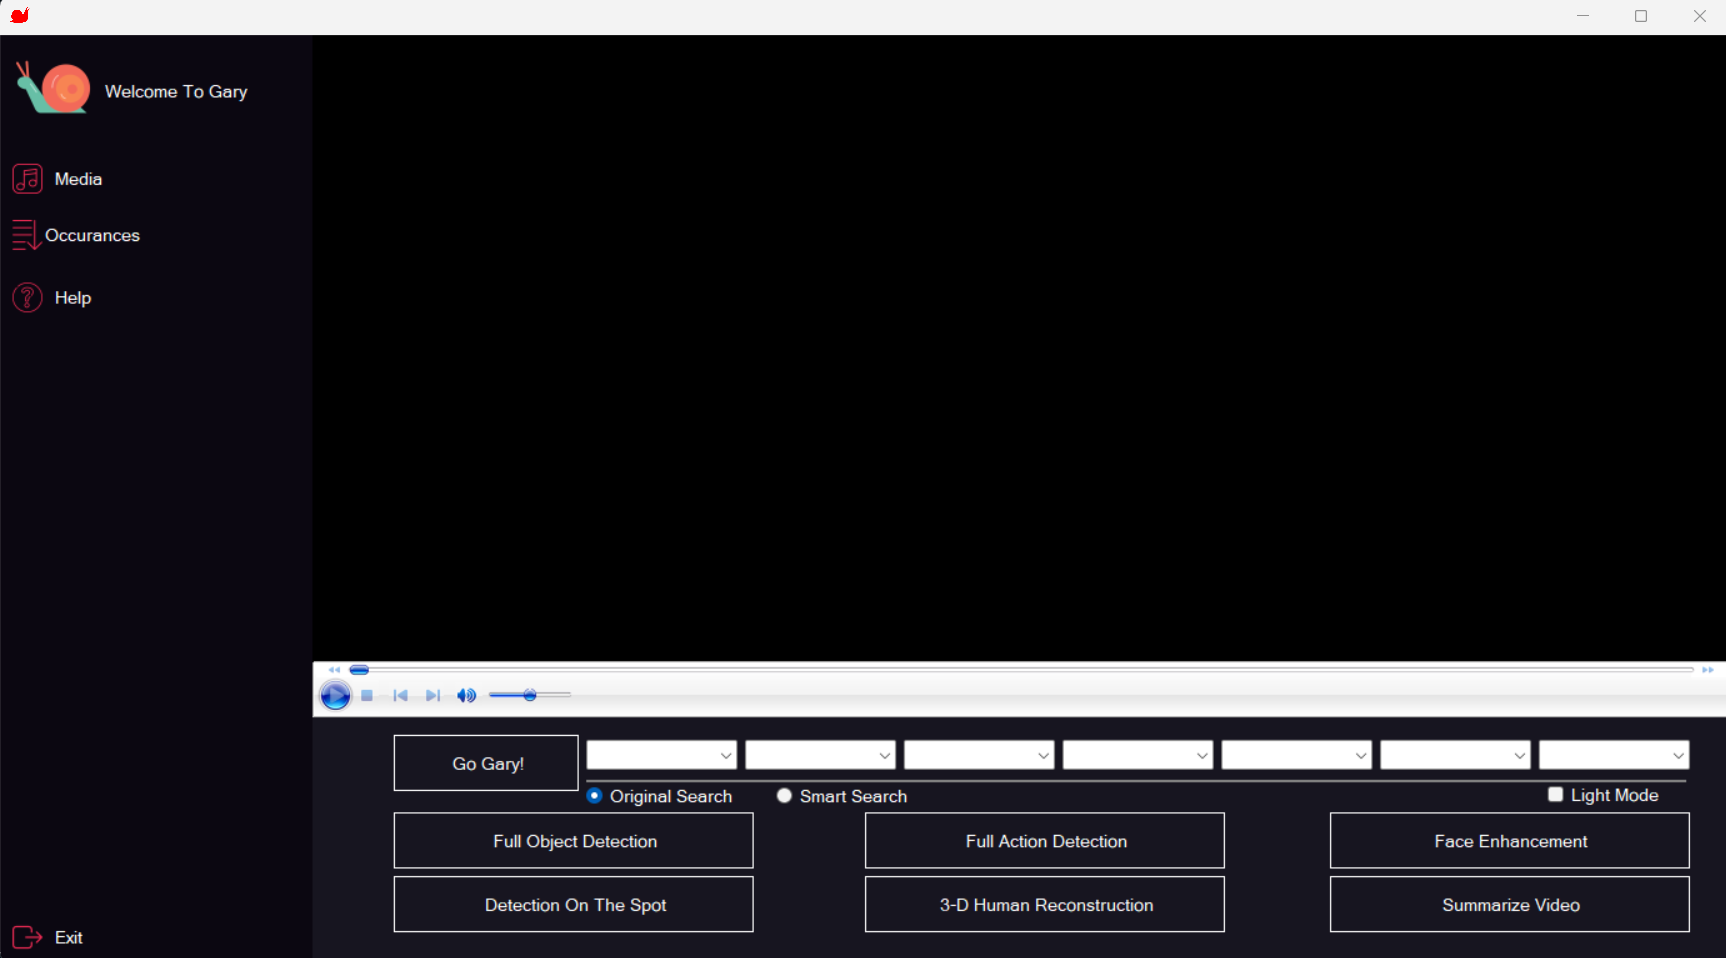 Welcome To Gary
Media
Occurances
Help
Go Gary!
Original Search
Smart Search
Light Mode
Full Object Detection
Full Action Detection
Face Enhancement
Detection On The Spot
3-D Human Reconstruction
Summarize Video
Exit